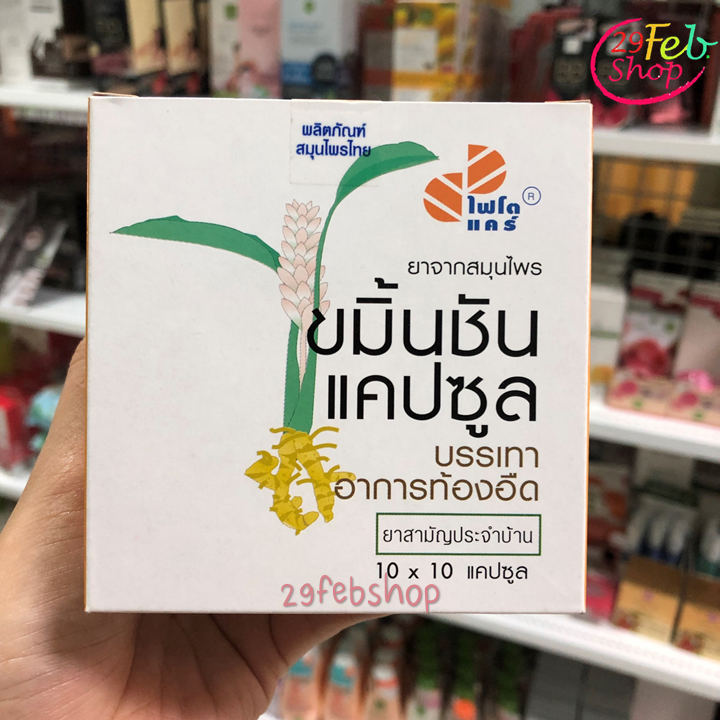 29Feb.
Shop
ผลิตภัณฑ์
สมุนไพรไทย
ไฟโต
แคร์
®
ยาจากสมุนไพร
ขมิ้นชัน
แคปซูล
บรรเทา
อาการท้องอืด
ยาสามัญประจำบ้าน
10 x 10 แคปซูล
29febshop